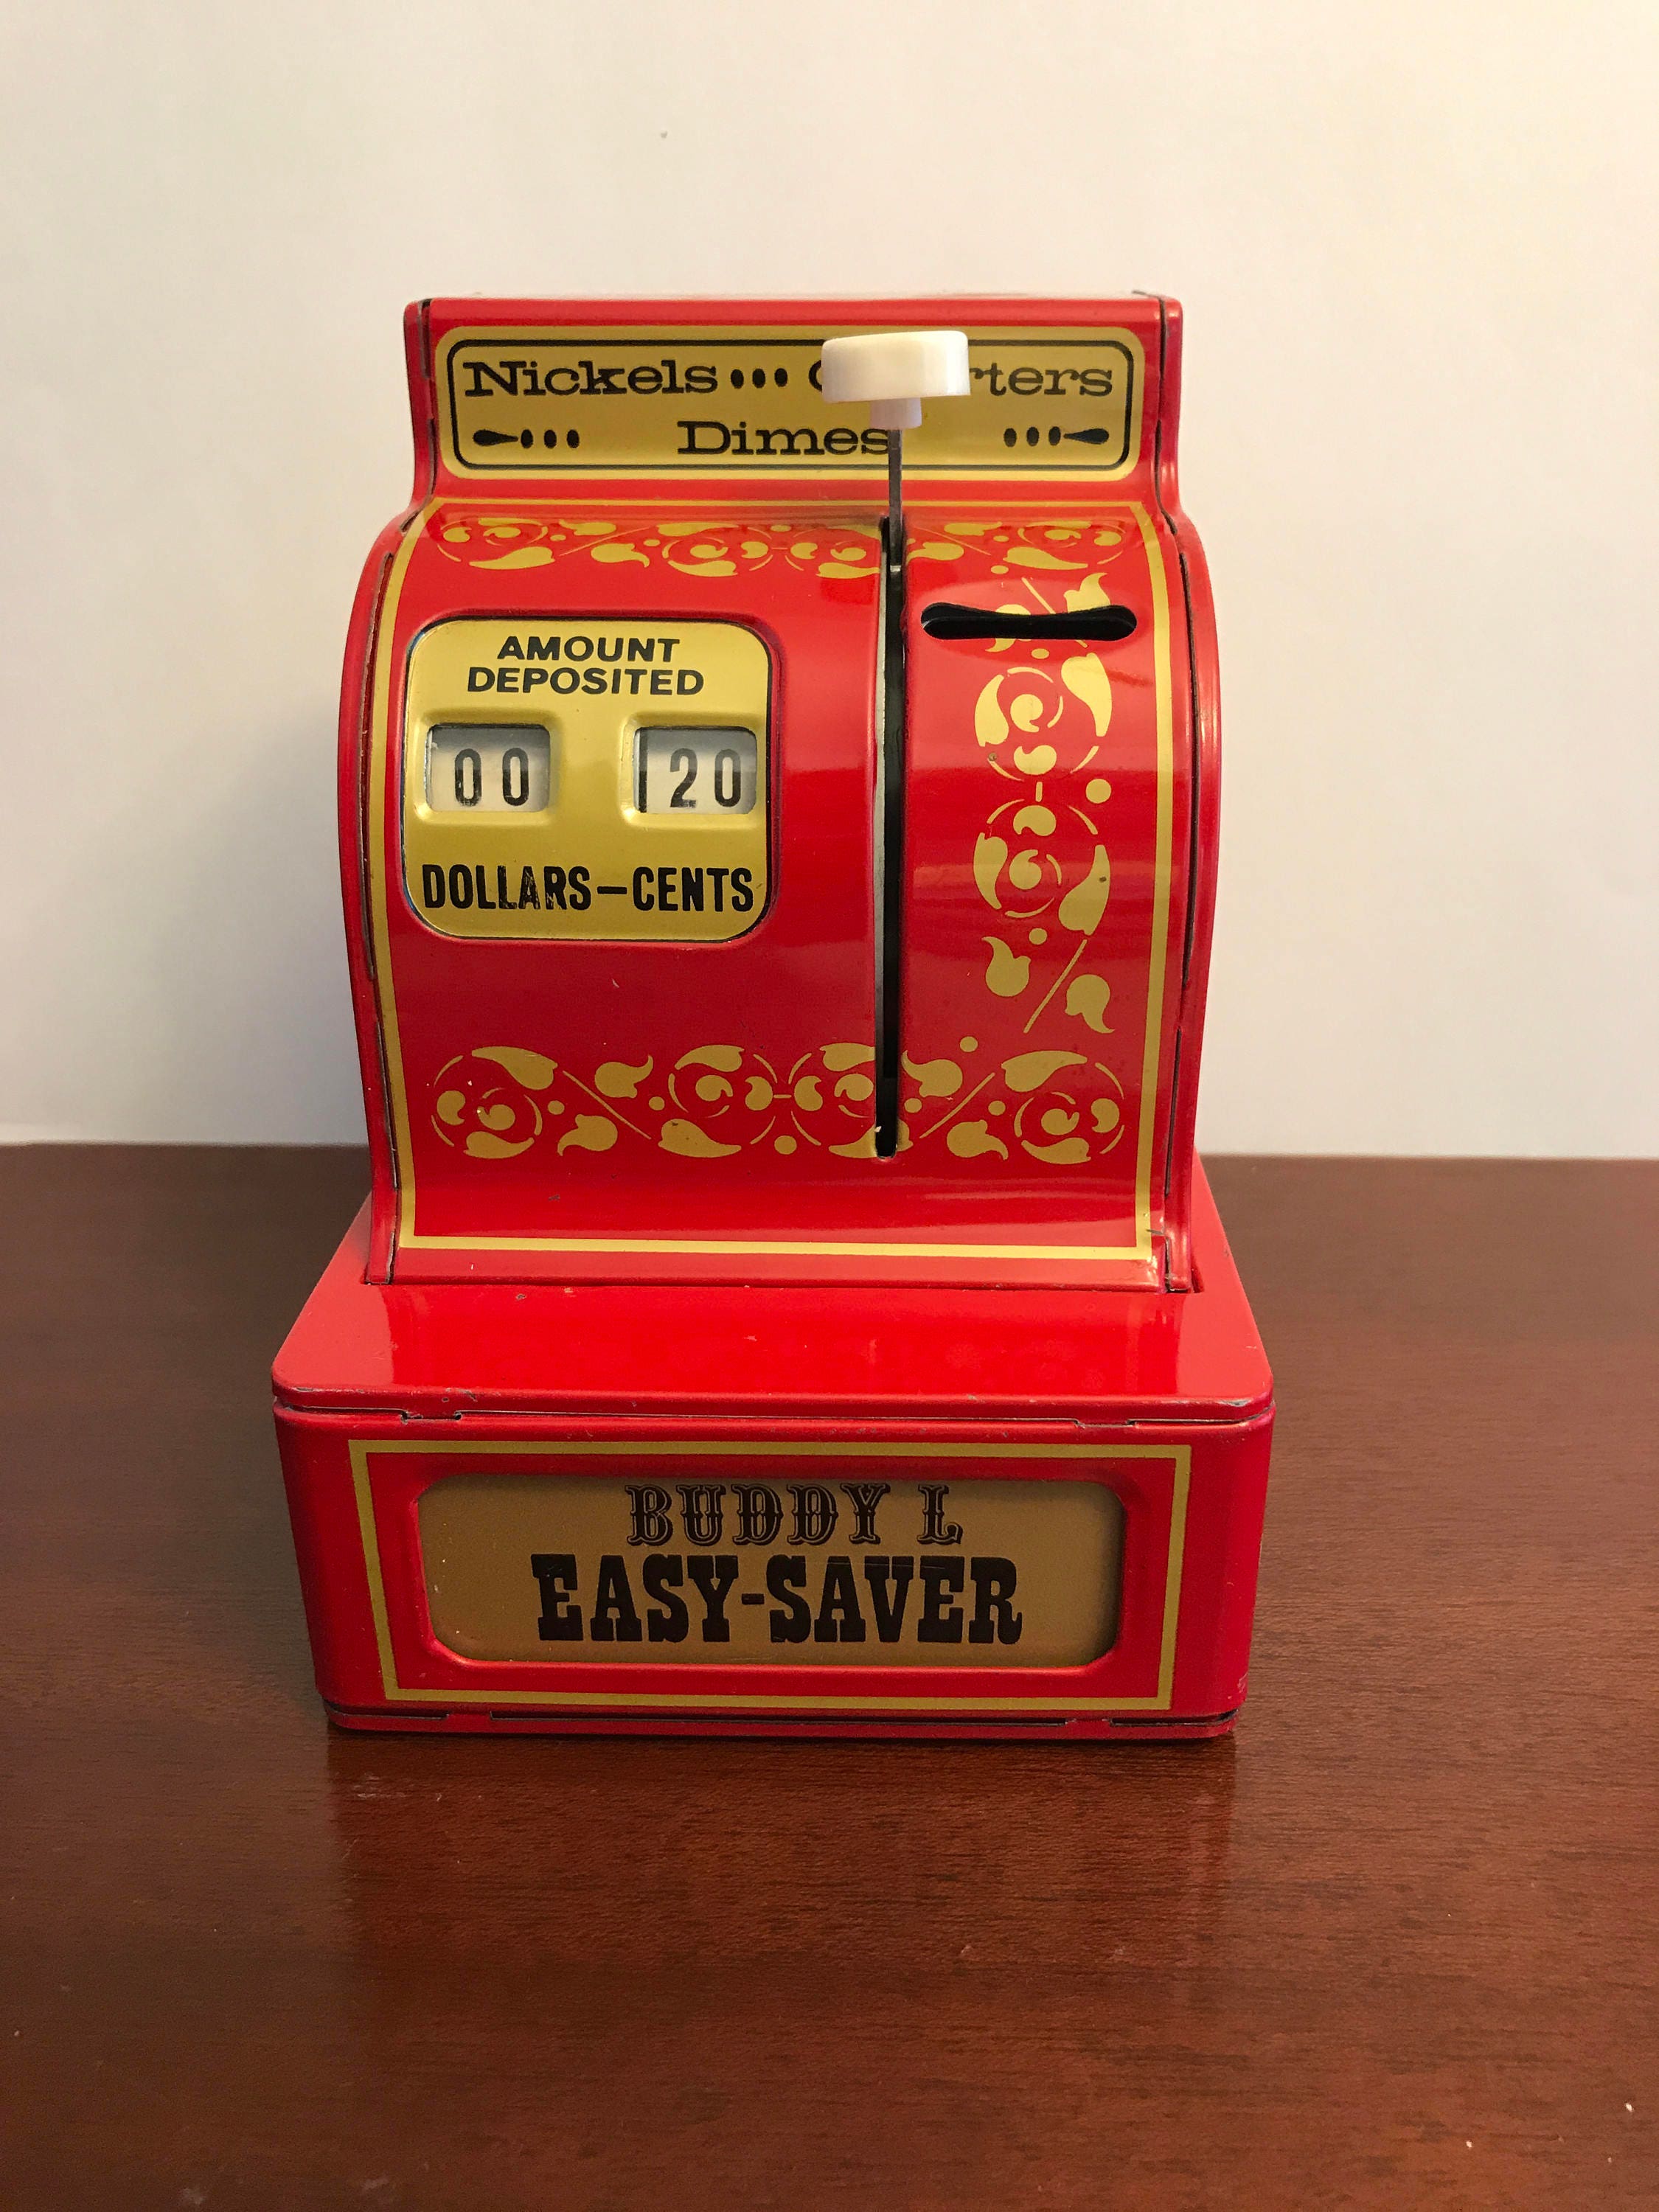 Nickels ●●● 
Dimes
AMOUNT
DEPOSITED
00 20
DOLLARS–CENTS
BUDDY L
EASY-SAVER